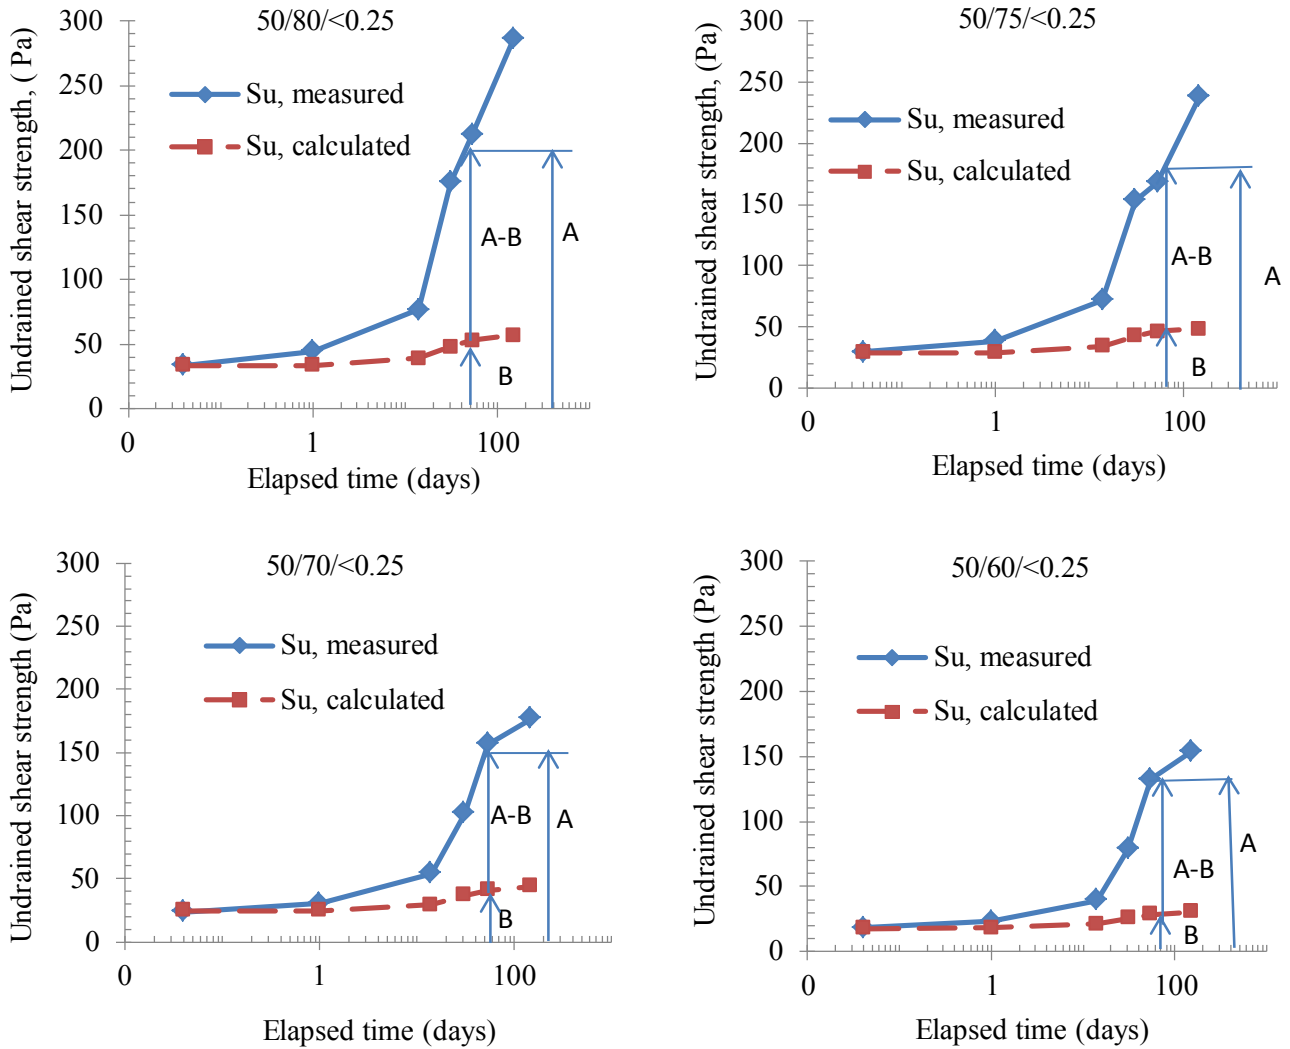 50/80/<0.25
Undrained shear strength, ( Pa)
300
250
200
150
100
50
0
Su, measured
Su, calculated
A-B
A
B
0 1 100
Elapsed time (days)
50/75/<0.25
Undrained shear strength, (Pa)
300
250
200
150
100
50
0
Su, measured
Su, calculated
A-B
A
B
0 1 100
Elapsed time (days)
50/70/<0.25
Undrained shear strength (Pa)
300
250
200
150
100
50
0
Su, measured
Su, calculated
A-B
A
B
0 1 100
Elapsed time (days)
50/60/<0.25
Undrained shear strength (Pa)
300
250
200
150
100
50
0
Su, measured
Su, calculated
A
A-B
B
0 1 100
Elapsed time (days)